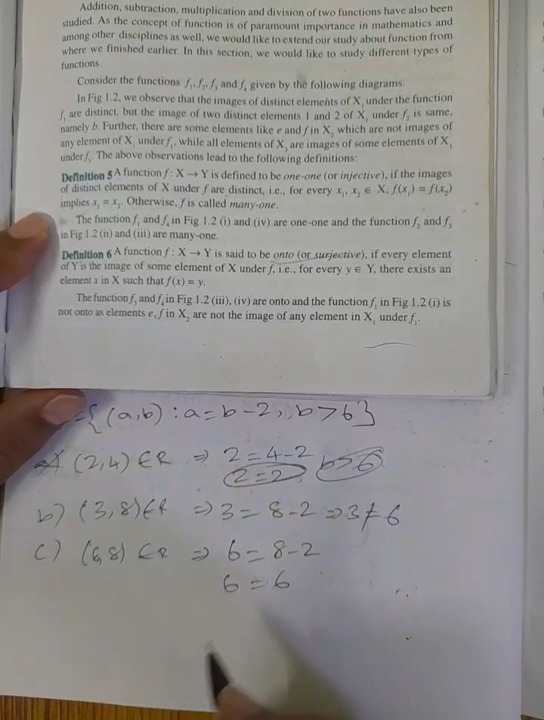 Addition, subtraction, multiplication and division of two functions have also been
studied. As the concept of function is of paramount importance in mathematics and
among other disciplines as well, we would like to extend our study about function from
where we finished earlier. In this section, we would like to study different types of
functions.
Consider the functions f₁, f₂, f₃ and f₄ given by the following diagrams.
In Fig 1.2, we observe that the images of distinct elements of X₁ under the function
f₁ are distinct, but the image of two distinct elements 1 and 2 of X₁ under f₂ is same,
namely b. Further, there are some elements like e and f in X₂ which are not images of
any element of X₁ under f₁, while all elements of X₃ are images of some elements of X₁
under f₃. The above observations lead to the following definitions:
Definition 5 A function f : X → Y is defined to be one-one (or injective), if the images
of distinct elements of X under f are distinct, i.e., for every x₁, x₂ ∈ X, f(x₁) = f(x₂)
implies x₁ = x₂. Otherwise, f is called many-one.
The function f₁ and f₄ in Fig 1.2 (i) and (iv) are one-one and the function f₂ and f₃
in Fig 1.2 (ii) and (iii) are many-one.
Definition 6 A function f : X → Y is said to be onto (or surjective), if every element
of Y is the image of some element of X under f, i.e., for every y ∈ Y, there exists an
element x in X such that f(x) = y.
The function f₃ and f₄ in Fig 1.2 (iii), (iv) are onto and the function f₁ in Fig 1.2 (i) is
not onto as elements e, f in X₂ are not the image of any element in X₁ under f₁.
={(a,b) : a=b-2, b>6}
a) (2,4) ∈ R ⇒ 2=4-2 b>6
2=2
b) (3,8) ∈ R ⇒ 3=8-2 ⇒ 3≠6
c) (6,8) ∈ R ⇒ 6=8-2
6=6